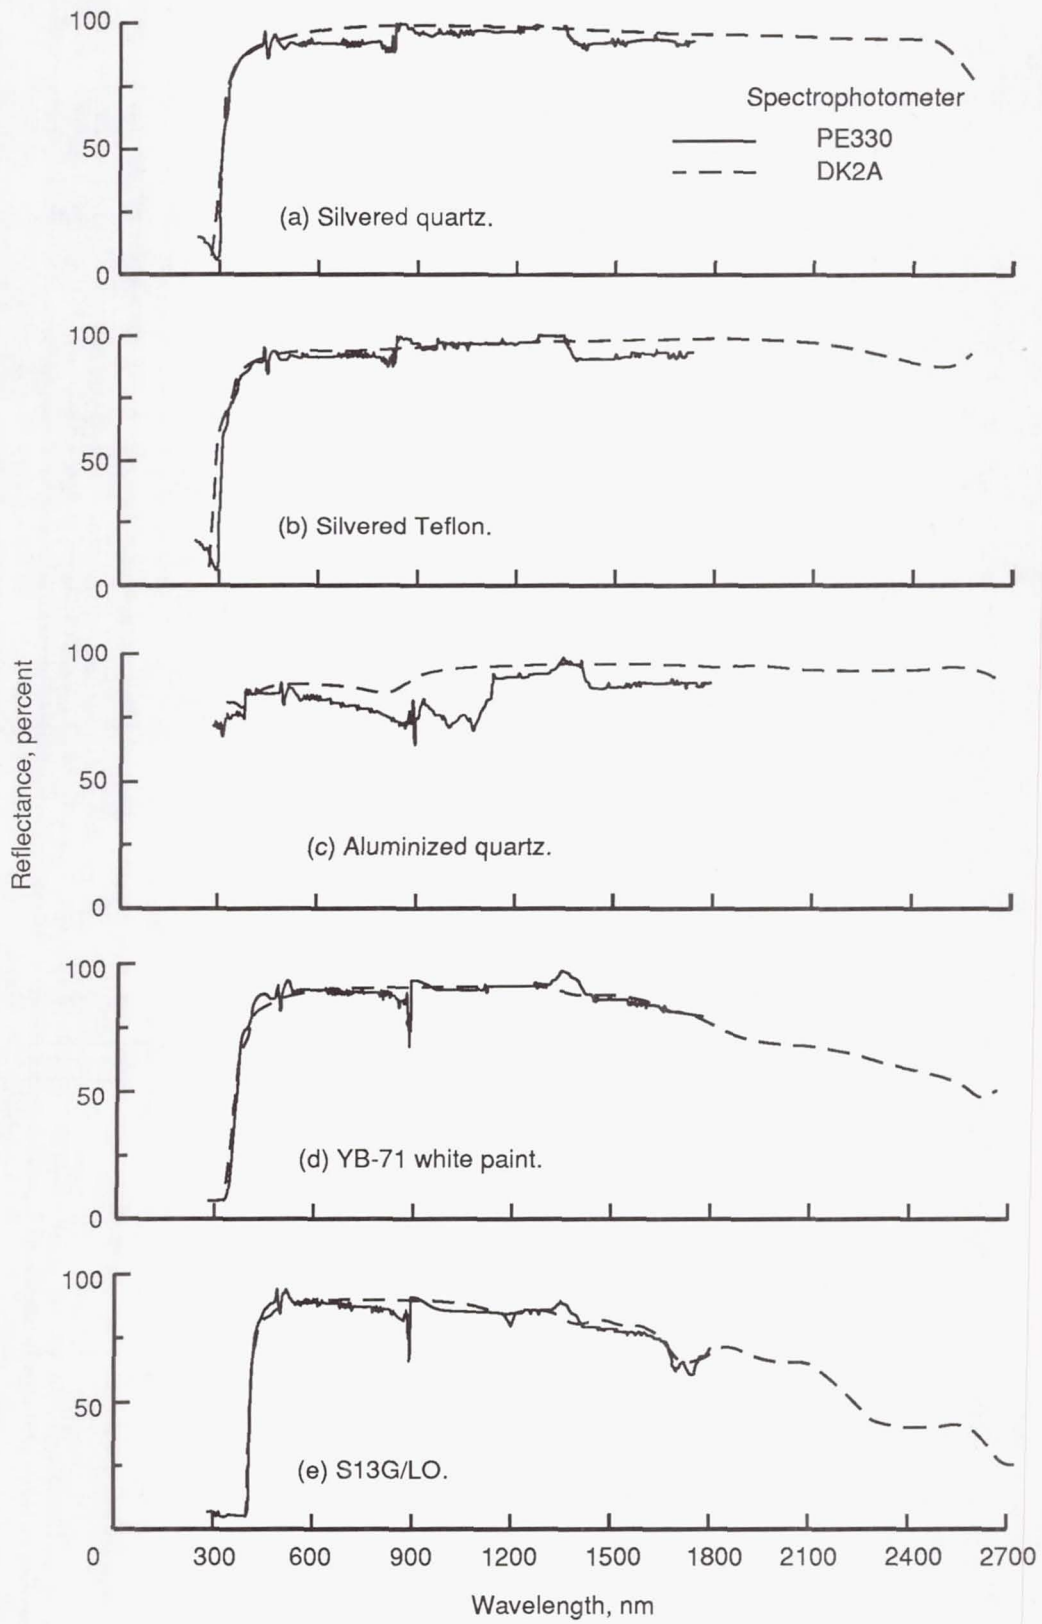 100
50
0
Spectrophotometer
PE330
DK2A
(a) Silvered quartz.
100
50
0
(b) Silvered Teflon.
Reflectance, percent
100
50
0
(c) Aluminized quartz.
100
50
0
(d) YB-71 white paint.
100
50
(e) S13G/LO.
0 300 600 900 1200 1500 1800 2100 2400 2700
Wavelength, nm